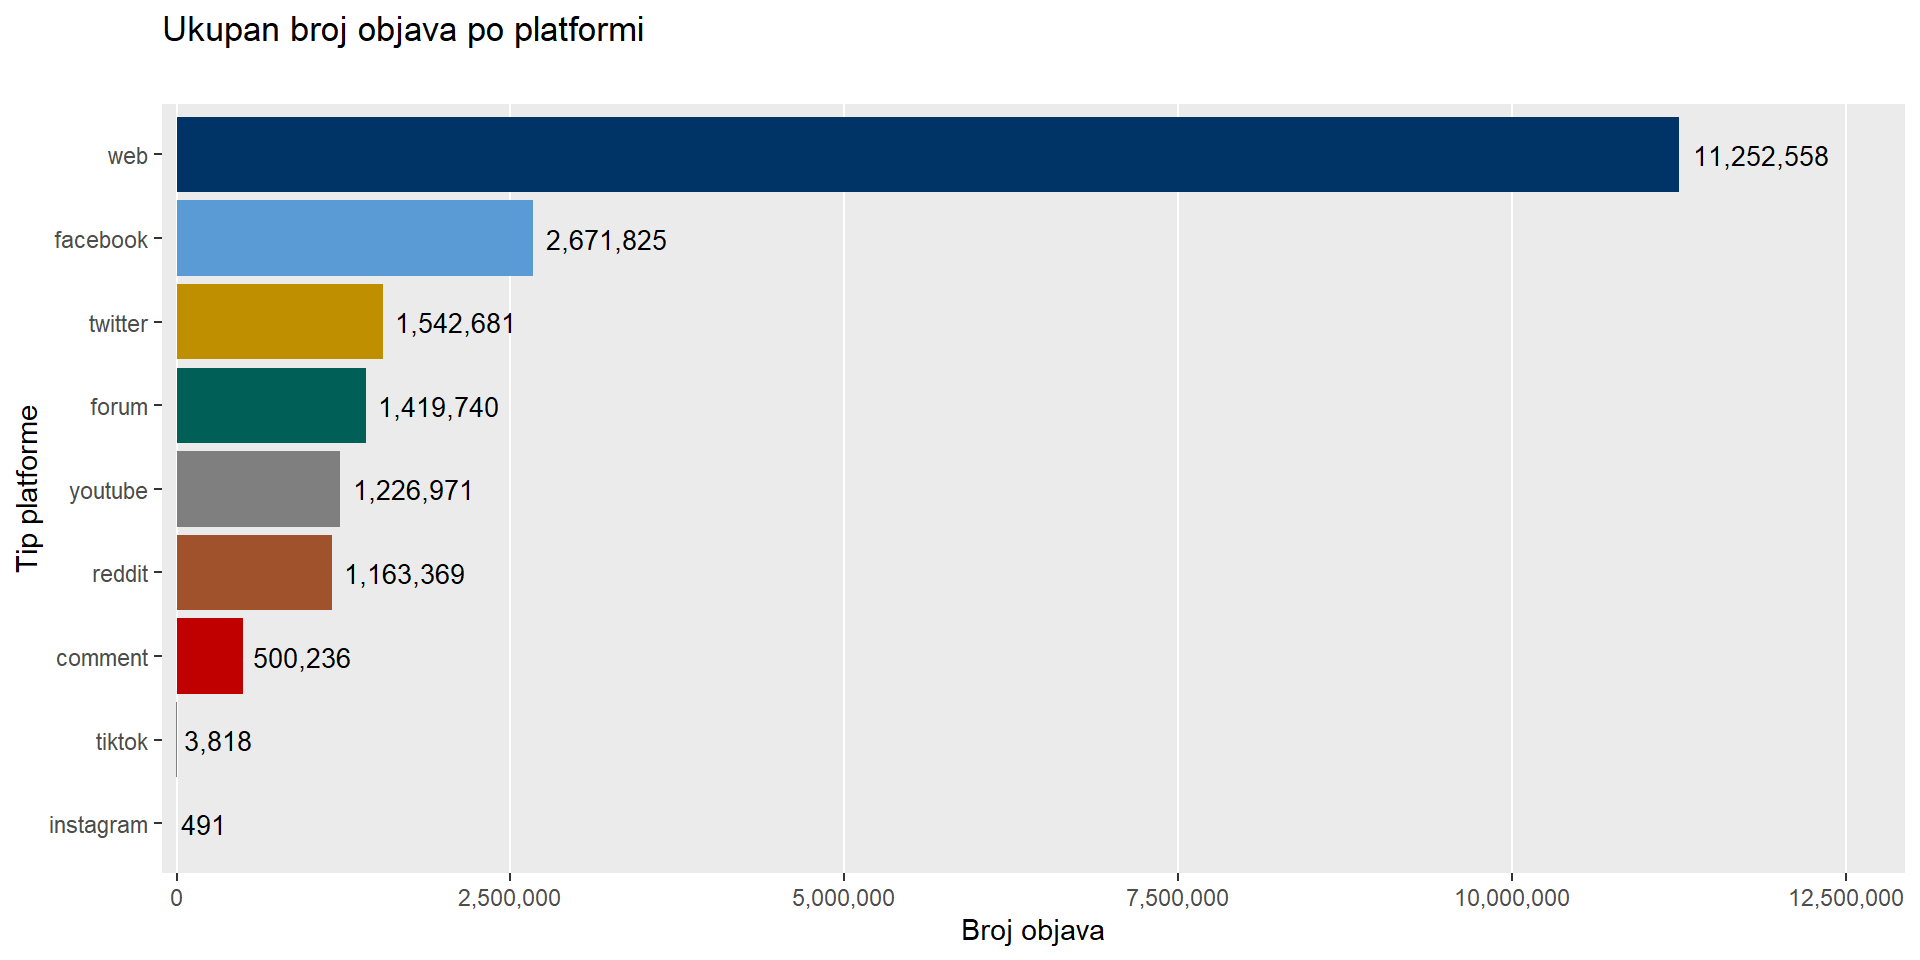 Ukupan broj objava po platformi
Tip platforme
web 11,252,558
facebook 2,671,825
twitter 1,542,681
forum 1,419,740
youtube 1,226,971
reddit 1,163,369
comment 500,236
tiktok 3,818
instagram 491
0 2,500,000 5,000,000 7,500,000 10,000,000 12,500,000
Broj objava